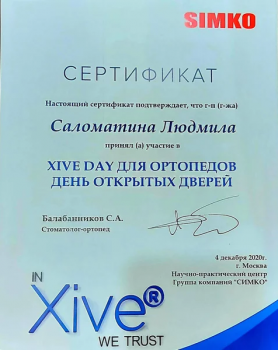 SIMKO
СЕРТИФИКАТ
Настоящий сертификат подтверждает, что г-н (г-жа)
Саломатина Людмила
принял (а) участие в
XIVE DAY ДЛЯ ОРТОПЕДОВ
ДЕНЬ ОТКРЫТЫХ ДВЕРЕЙ
Балабанников С.А.
Стоматолог-ортопед
4 декабря 2020г.
г. Москва
Научно-практический центр
Группа компаний "СИМКО"
IN
Xive®
WE TRUST